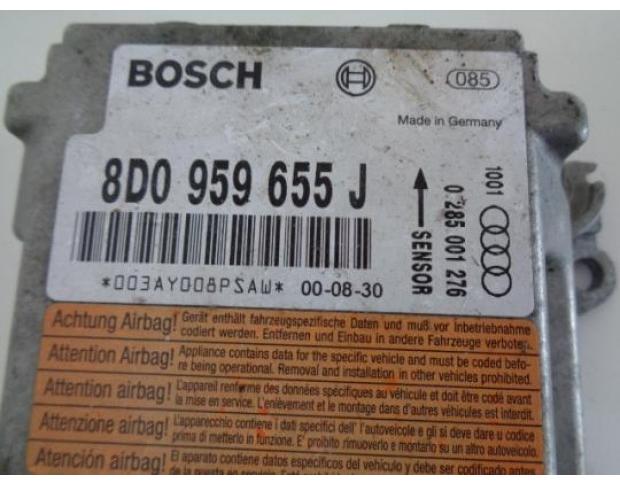 BOSCH
085
Made in Germany
8D0 959 655 J
SENSOR
0 285 001 276
1001
*003AY008PSAW* 00-08-30
Achtung Airbag! Gerät enthält fahrzeugspezifische Daten und muß vor Inbetriebnahme
codiert werden. Entfernen und Einbau in andere Fahrzeuge verboten.
Attention Airbag! Appliance contains data for the specific vehicle and must be coded befo-
re being operational. Removal and installation in other vehicles prohibited.
Attention airbag! L'appareil renferme des données spécifiques au véhicule et doit être codé avant
la mise en service. L'enlèvement et le montage dans d'autres véhicules est interdit.
Attenzione airbag! L'apparecchio contiene i dati specifici dell' l'autoveicolo e gli si deve dare u codice
prima di metterlo in funzione. E' proibito rimuoverlo e montarlo su un altro autoveicolo.
Atención airbag! El aparato contiene datos específicos del vehículo y debe ser codificado antes
de la puesta en servicio.